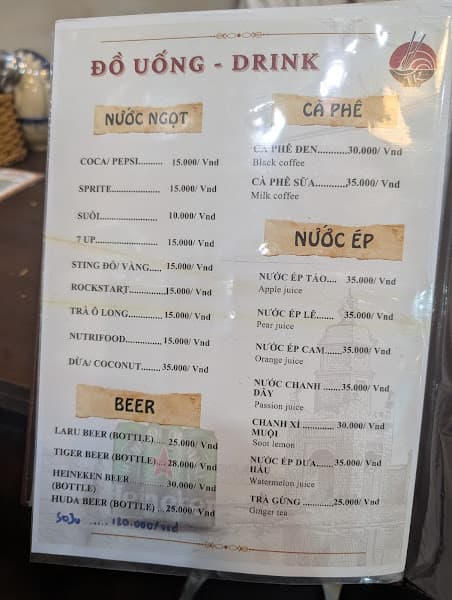 ĐỒ UỐNG - DRINK
NƯỚC NGỌT
COCA/ PEPSI.......... 15.000/ Vnd
SPRITE.................. 15.000/ Vnd
SUỐI........................ 10.000/ Vnd
7 UP......................... 15.000/ Vnd
STING ĐỎ/ VÀNG..... 15.000/ Vnd
ROCKSTART...............15.000/ Vnd
TRÀ Ô LONG.............15.000/ Vnd
NUTRIFOOD..............15.000/ Vnd
DỪA/ COCONUT.......35.000/ Vnd
BEER
LARU BEER (BOTTLE) .... 25.000/ Vnd
TIGER BEER (BOTTLE) ... 28.000/ Vnd
HEINEKEN BEER ......... 30.000/ Vnd
(BOTTLE)
HUDA BEER (BOTTLE) ... 25.000/ Vnd
SoJu ..... 120.000/vnd
CÀ PHÊ
CÀ PHÊ ĐEN...........30.000/ Vnd
Black coffee
CÀ PHÊ SỮA..........35.000/ Vnd
Milk coffee
NƯỚC ÉP
NƯỚC ÉP TÁO.... 35.000/ Vnd
Apple juice
NƯỚC ÉP LÊ....... 35.000/ Vnd
Pear juice
NƯỚC ÉP CAM......35.000/ Vnd
Orange juice
NƯỚC CHANH .....35.000/ Vnd
DÂY
Passion juice
CHANH XÍ ......... 30.000/ Vnd
MUỘI
Soot lemon
NƯỚC ÉP DƯA...35.000/ Vnd
HẤU
Watermelon juice
TRÀ GỪNG ...........25.000/ Vnd
Ginger tea